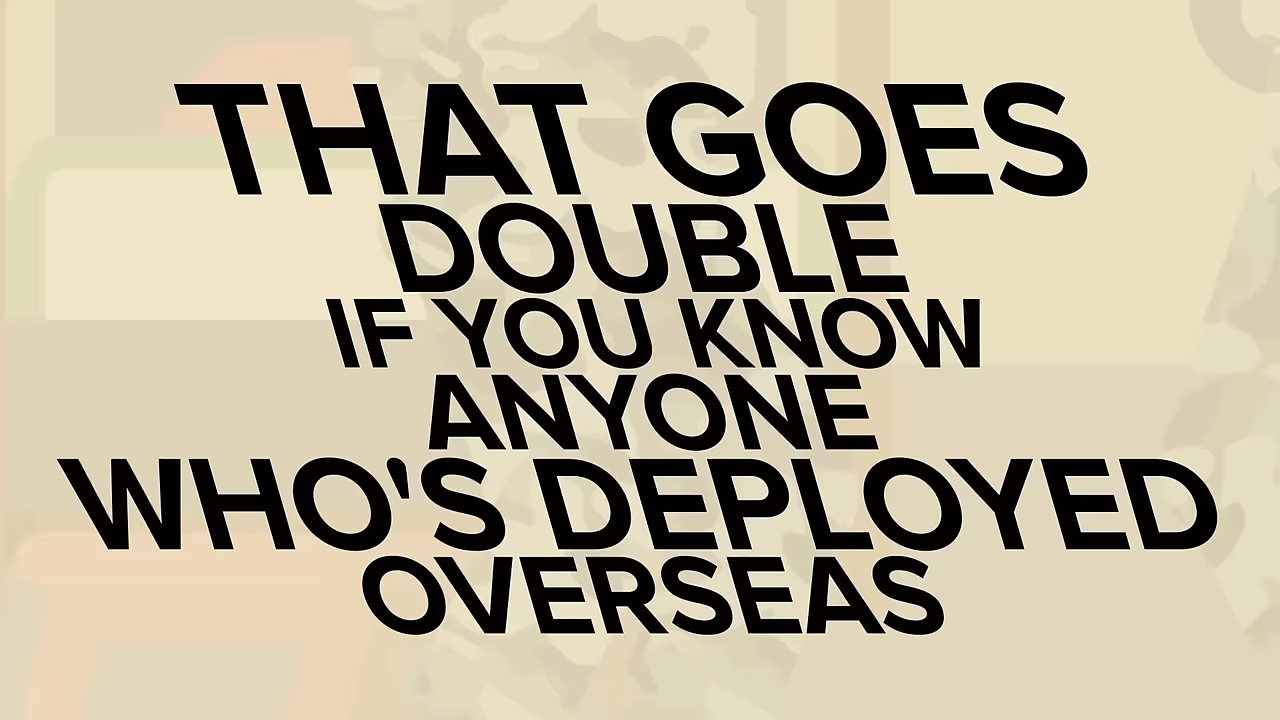 THAT GOES
DOUBLE
IF YOU KNOW
ANYONE
WHO'S DEPLOYED
OVERSEAS